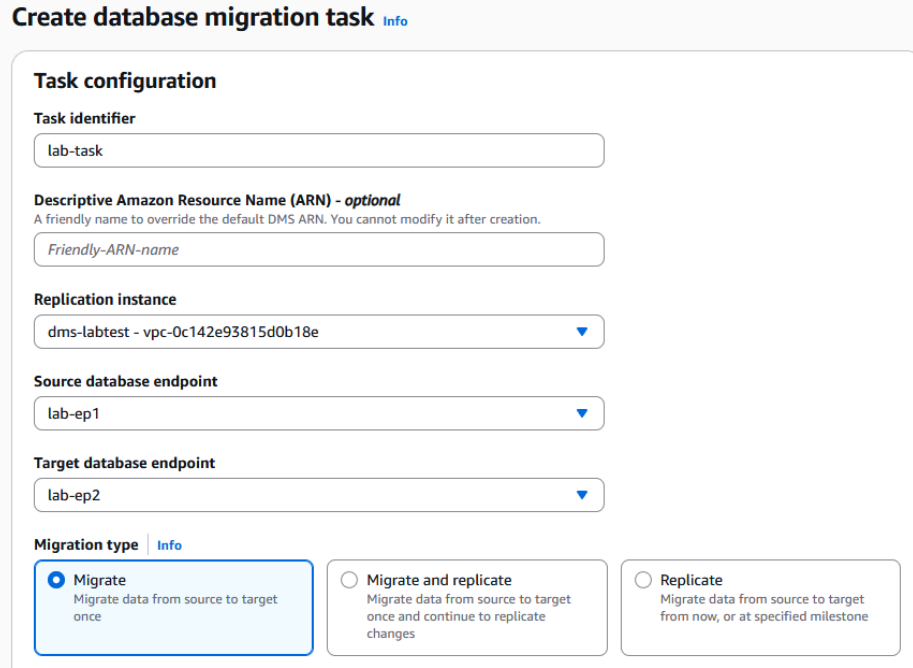 Create database migration task Info
Task configuration
Task identifier
lab-task
Descriptive Amazon Resource Name (ARN) - optional
A friendly name to override the default DMS ARN. You cannot modify it after creation.
Friendly-ARN-name
Replication instance
dms-labtest - vpc-0c142e93815d0b18e
Source database endpoint
lab-ep1
Target database endpoint
lab-ep2
Migration type Info
Migrate
Migrate data from source to target
once
Migrate and replicate
Migrate data from source to target
once and continue to replicate
changes
Replicate
Migrate data from source to target
from now, or at specified milestone